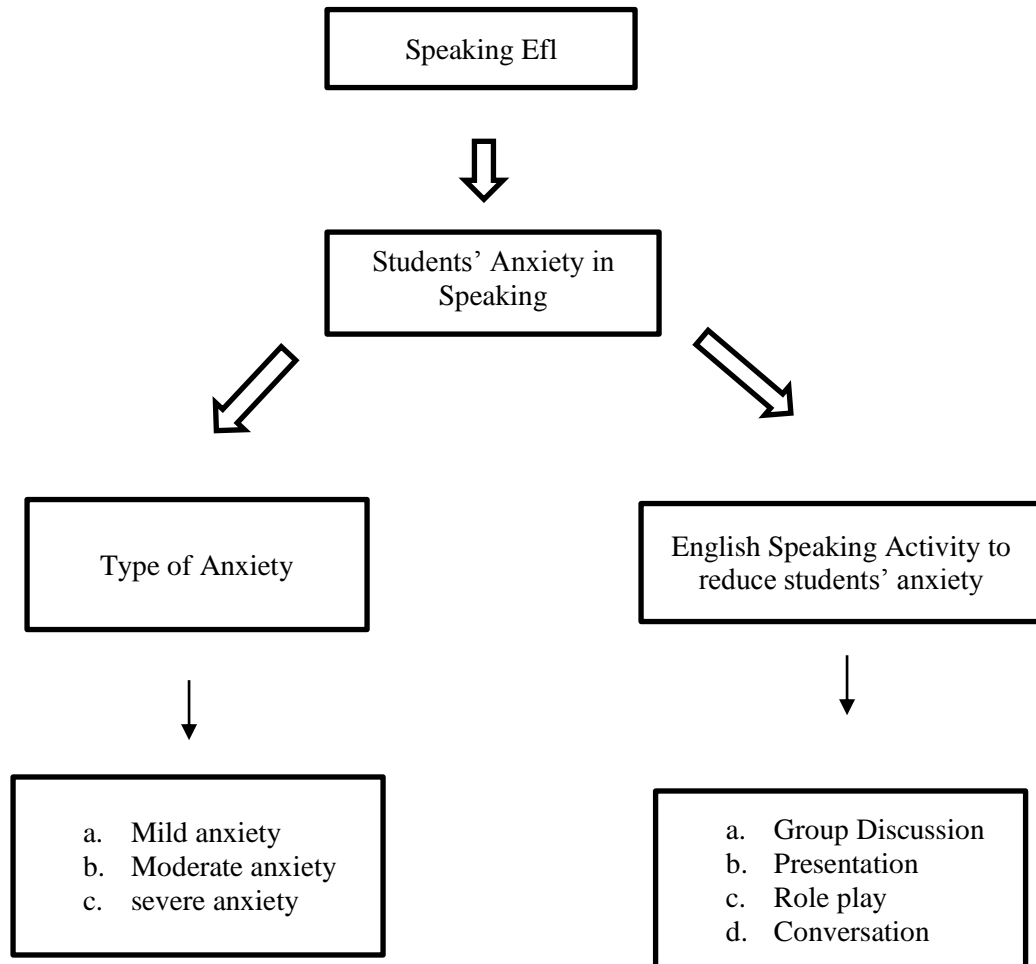 Speaking Efl
Students’ Anxiety in
Speaking
Type of Anxiety
English Speaking Activity to
reduce students’ anxiety
a. Mild anxiety
b. Moderate anxiety
c. severe anxiety
a. Group Discussion
b. Presentation
c. Role play
d. Conversation